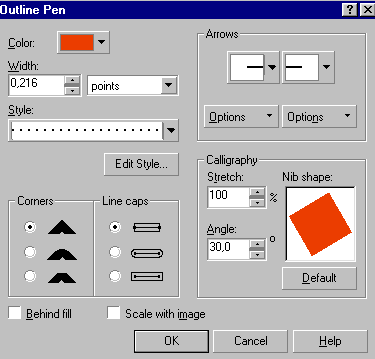 Outline Pen
Color:
Width:
0,216
points
Style:
Edit Style...
Arrows
Options
Options
Calligraphy
Stretch:
100
%
Angle:
30,0
o
Nib shape:
Default
Corners
Line caps
Behind fill
Scale with image
OK
Cancel
Help